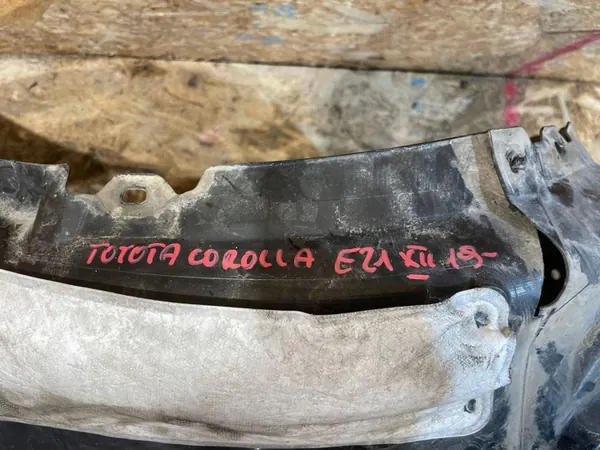 TOYOTA COROLLA E21 XII 19-